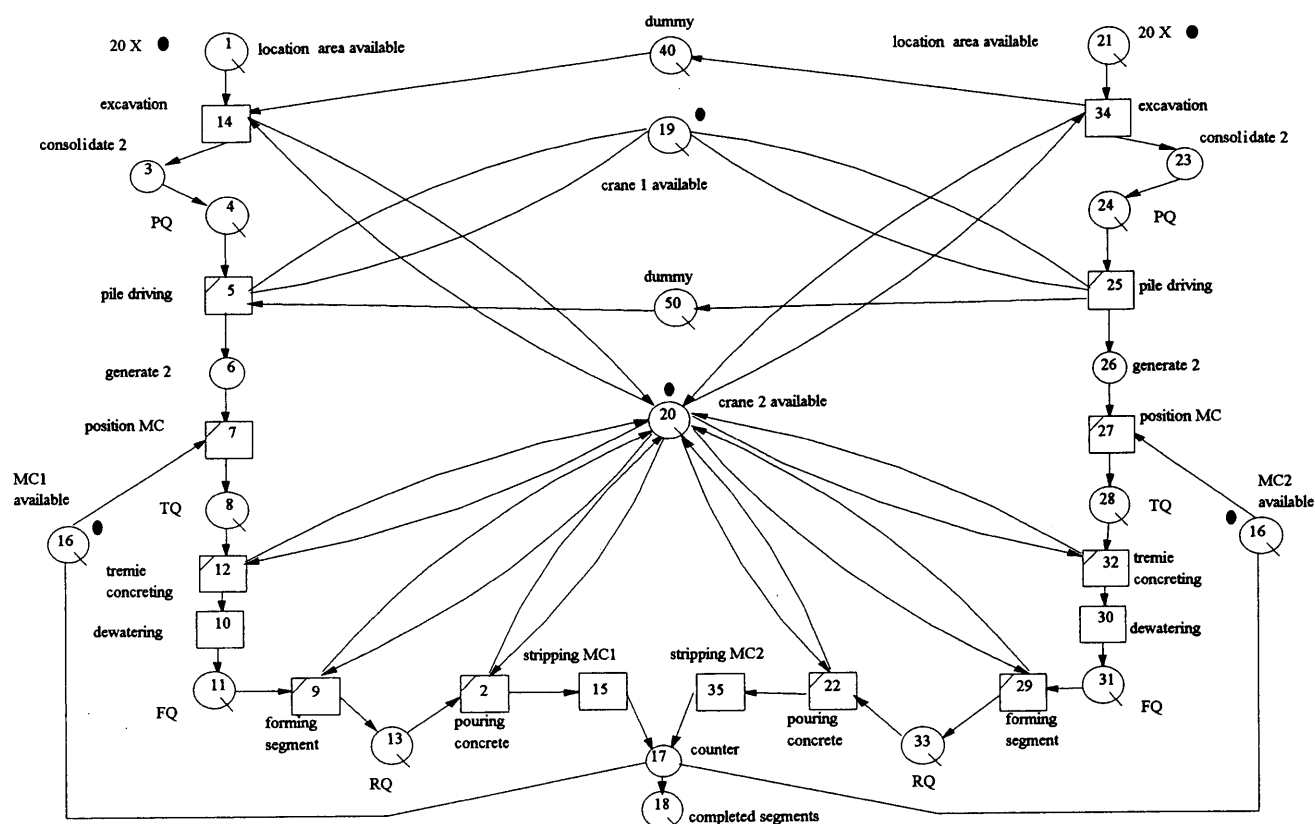 dummy
20 X
1
location area available
40
location area available
21
20 X
excavation
14
19
34
excavation
consolidate 2
consolidate 2
3
crane 1 available
23
4
24
PQ
PQ
dummy
pile driving
5
50
25
pile driving
generate 2
6
26
generate 2
crane 2 available
20
position MC
7
27
position MC
MC1
available
MC2
available
TQ
8
28
TQ
16
16
12
32
tremie
concreting
tremie
concreting
dewatering
10
30
dewatering
stripping MC1
stripping MC2
11
9
2
15
35
22
29
31
FQ
FQ
forming
segment
pouring
concrete
pouring
concrete
forming
segment
13
33
17
counter
RQ
RQ
18
completed segments